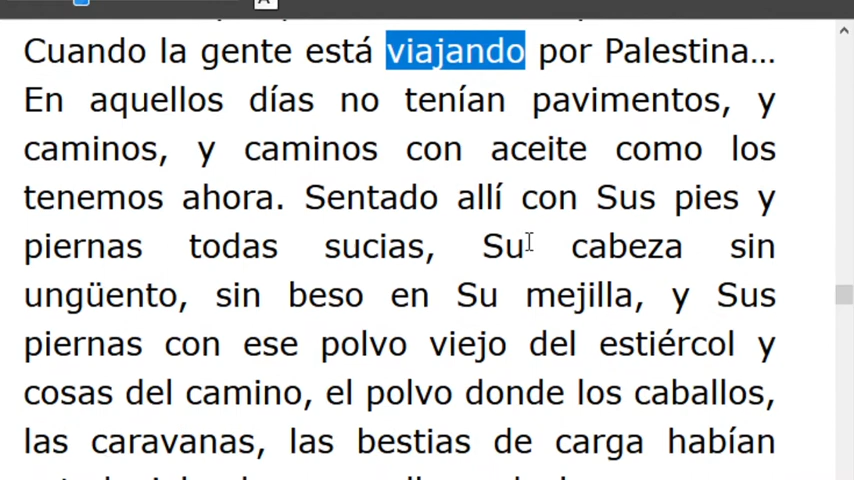 Cuando la gente está viajando por Palestina...
En aquellos días no tenían pavimentos, y
caminos, y caminos con aceite como los
tenemos ahora. Sentado allí con Sus pies y
piernas todas sucias, Su cabeza sin
ungüento, sin beso en Su mejilla, y Sus
piernas con ese polvo viejo del estiércol y
cosas del camino, el polvo donde los caballos,
las caravanas, las bestias de carga habían